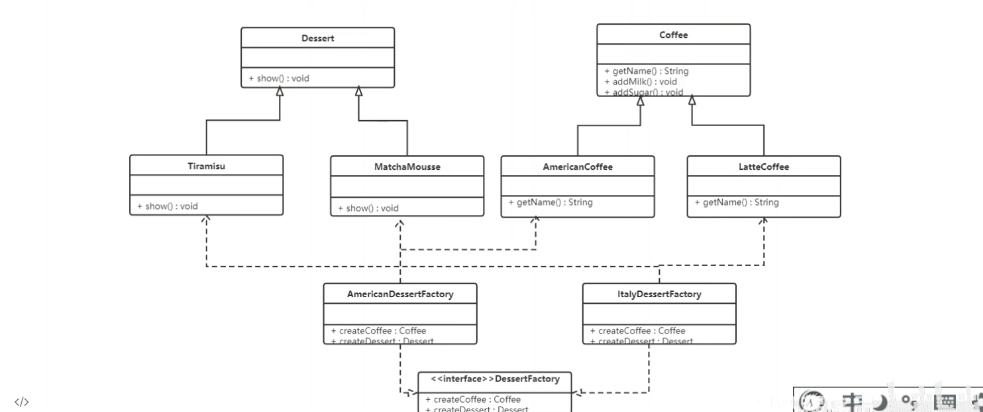 Dessert
+ show() : void
Coffee
+ getName() : String
+ addMilk() : void
+ addSugar() : void
Tiramisu
+ show() : void
MatchaMousse
+ show() : void
AmericanCoffee
+ getName() : String
LatteCoffee
+ getName() : String
AmericanDessertFactory
+ createCoffee : Coffee
+ createDessert : Dessert
ItalyDessertFactory
+ createCoffee : Coffee
+ createDessert : Dessert
<<interface>>DessertFactory
+ createCoffee : Coffee
+ createDessert : Dessert
</>
中